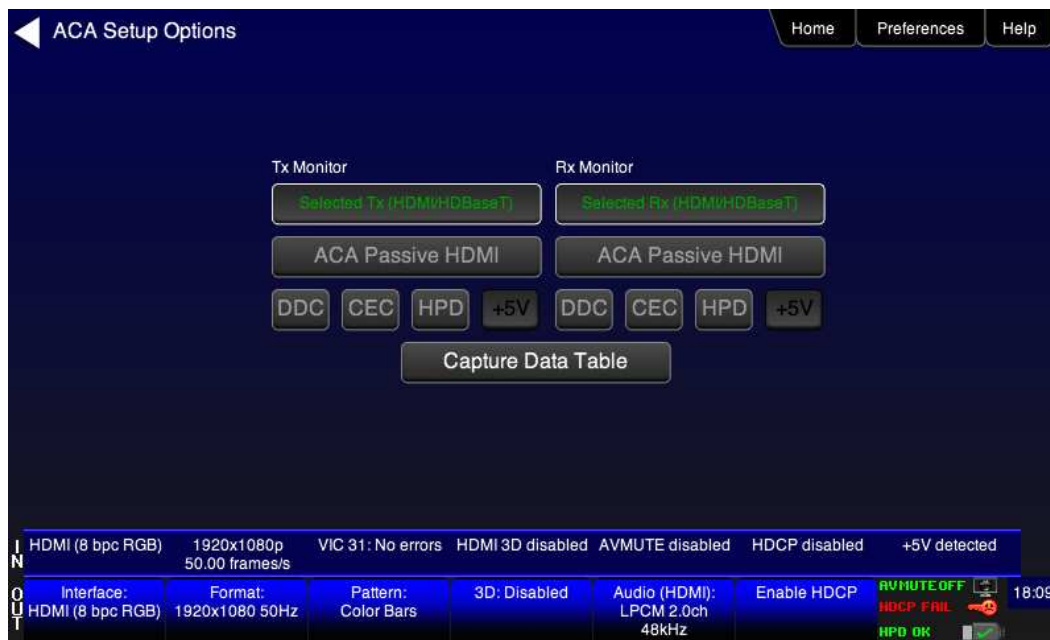 ACA Setup Options
Home
Preferences
Help
Tx Monitor
Rx Monitor
Selected Tx (HDMI/HDBaseT)
Selected Rx (HDMI/HDBaseT)
ACA Passive HDMI
ACA Passive HDMI
DDC
CEC
HPD
+5V
DDC
CEC
HPD
+5V
Capture Data Table
IN
HDMI (8 bpc RGB)
1920x1080p
50.00 frames/s
VIC 31: No errors
HDMI 3D disabled
AVMUTE disabled
HDCP disabled
+5V detected
OUT
Interface:
HDMI (8 bpc RGB)
Format:
1920x1080 50Hz
Pattern:
Color Bars
3D: Disabled
Audio (HDMI):
LPCM 2.0ch
48kHz
Enable HDCP
AVMUTE OFF
HDCP FAIL
HPD OK
18:09